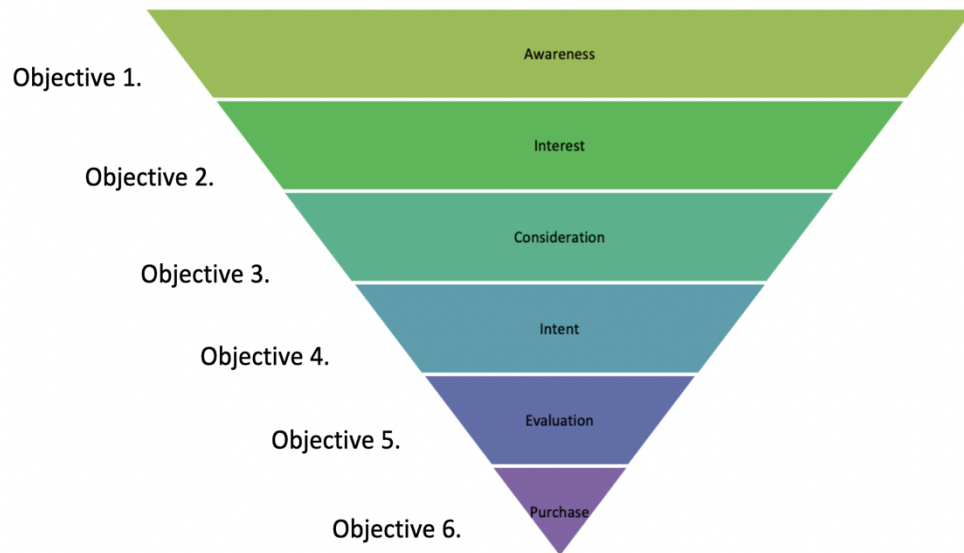 Awareness
Objective 1.
Interest
Objective 2.
Consideration
Objective 3.
Intent
Objective 4.
Evaluation
Objective 5.
Purchase
Objective 6.